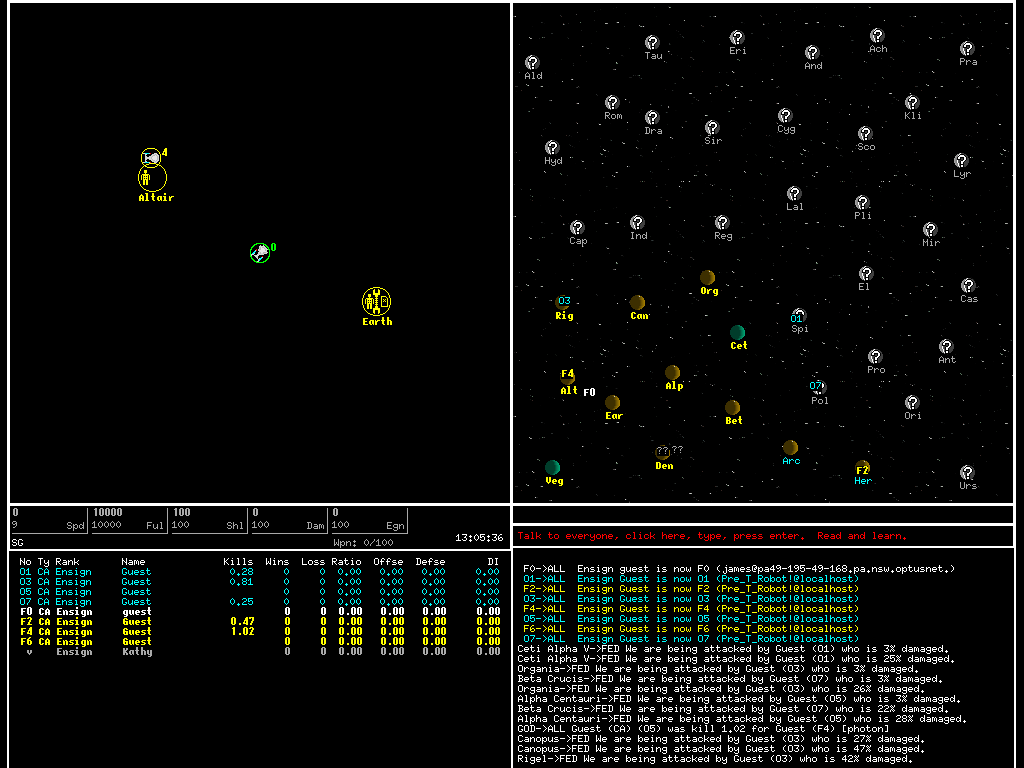 4
Altair
0
Earth
Tau
Eri
And
Ach
Pra
Ald
Rom
Dra
Sir
Cyg
Sco
Kli
Hyd
Lyr
Lal
Pli
Cap
Ind
Reg
Mir
Org
El
Cas
O3
Rig
Can
O1
Spi
Cet
Ant
Pro
F4
Alt
F0
Alp
O7
Pol
Ear
Bet
Ori
?? ??
Den
Arc
F2
Her
Veg
Urs
0 10000 100 0 0
9 Spd 10000 Ful 100 Shl 100 Dam 100 Egn
SG Wpn: 0/100 13:05:36
No Ty Rank Name Kills Wins Loss Ratio Offse Defse DI
O1 CA Ensign Guest 0.28 0 0 0.00 0.00 0.00 0.00
O3 CA Ensign Guest 0.81 0 0 0.00 0.00 0.00 0.00
O5 CA Ensign Guest 0 0 0.00 0.00 0.00 0.00
O7 CA Ensign Guest 0.25 0 0 0.00 0.00 0.00 0.00
F0 CA Ensign guest 0 0 0.00 0.00 0.00 0.00
F2 CA Ensign Guest 0.47 0 0 0.00 0.00 0.00 0.00
F4 CA Ensign Guest 1.02 0 0 0.00 0.00 0.00 0.00
F6 CA Ensign Guest 0 0 0.00 0.00 0.00 0.00
v Ensign Kathy 0 0 0.00 0.00 0.00 0.00
Talk to everyone, click here, type, press enter. Read and learn.
F0->ALL Ensign guest is now F0 (james@pa49-195-49-168.pa.nsw.optusnet.)
O1->ALL Ensign Guest is now O1 (Pre_T_Robot!@localhost)
F2->ALL Ensign Guest is now F2 (Pre_T_Robot!@localhost)
O3->ALL Ensign Guest is now O3 (Pre_T_Robot!@localhost)
F4->ALL Ensign Guest is now F4 (Pre_T_Robot!@localhost)
O5->ALL Ensign Guest is now O5 (Pre_T_Robot!@localhost)
F6->ALL Ensign Guest is now F6 (Pre_T_Robot!@localhost)
O7->ALL Ensign Guest is now O7 (Pre_T_Robot!@localhost)
Ceti Alpha V->FED We are being attacked by Guest (O1) who is 3% damaged.
Ceti Alpha V->FED We are being attacked by Guest (O1) who is 25% damaged.
Organia->FED We are being attacked by Guest (O3) who is 3% damaged.
Beta Crucis->FED We are being attacked by Guest (O7) who is 3% damaged.
Organia->FED We are being attacked by Guest (O3) who is 26% damaged.
Alpha Centauri->FED We are being attacked by Guest (O5) who is 3% damaged.
Beta Crucis->FED We are being attacked by Guest (O7) who is 22% damaged.
Alpha Centauri->FED We are being attacked by Guest (O5) who is 28% damaged.
GOD->ALL Guest (CA) (O5) was kill 1.02 for Guest (F4) [photon]
Canopus->FED We are being attacked by Guest (O3) who is 27% damaged.
Canopus->FED We are being attacked by Guest (O3) who is 47% damaged.
Rigel->FED We are being attacked by Guest (O3) who is 42% damaged.